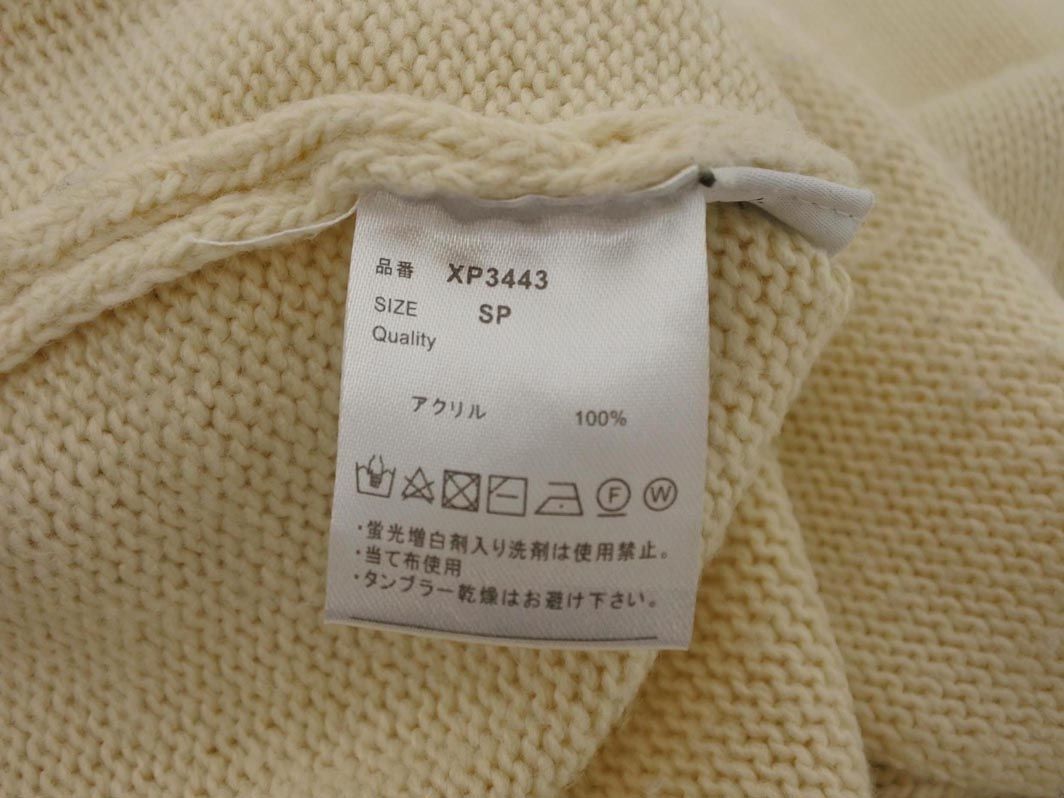 品番 XP3443
SIZE SP
Quality
アクリル 100%
F W
・蛍光増白剤入り洗剤は使用禁止。
・当て布使用
・タンブラー乾燥はお避け下さい。